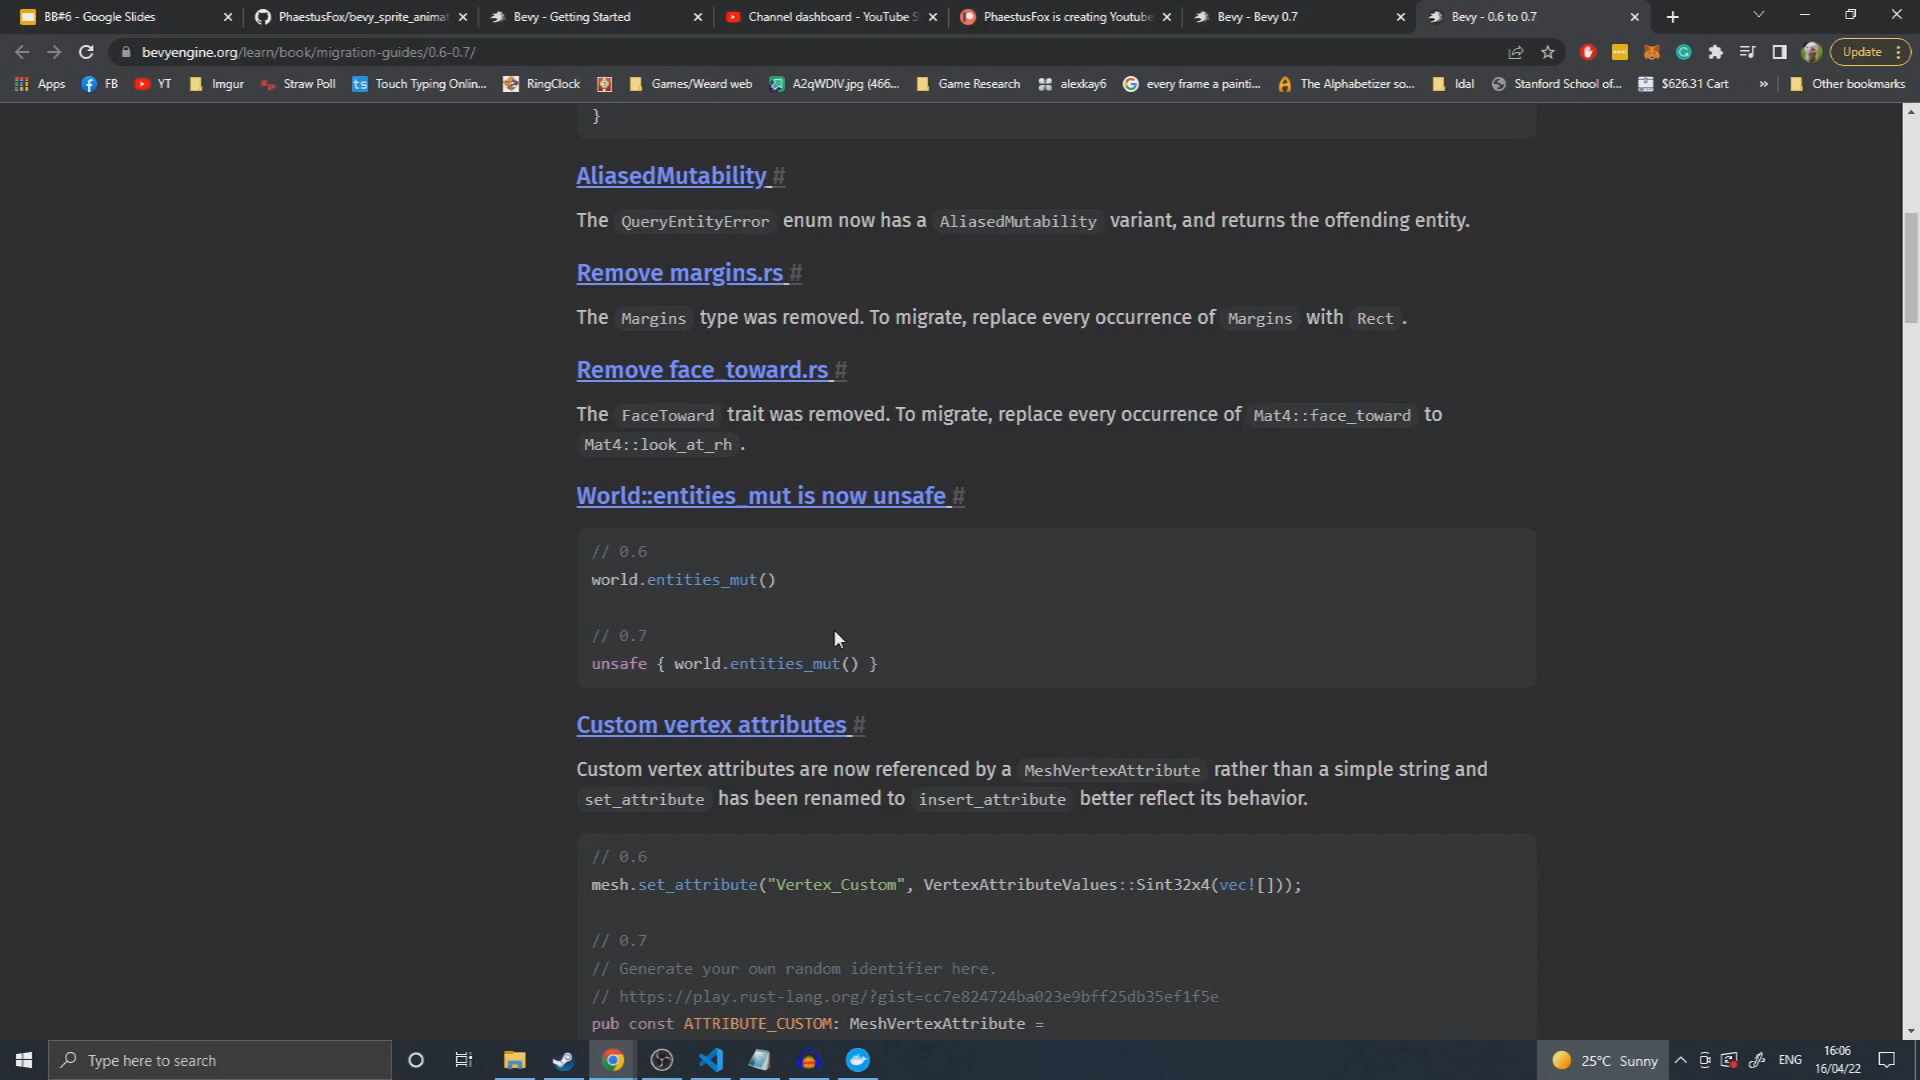 BB#6 - Google Slides
PhaestusFox/bevy_sprite_animat
Bevy - Getting Started
Channel dashboard - YouTube S
PhaestusFox is creating Youtube
Bevy - Bevy 0.7
Bevy - 0.6 to 0.7
bevyengine.org/learn/book/migration-guides/0.6-0.7/
Update
Apps
FB
YT
Imgur
Straw Poll
Touch Typing Onlin...
RingClock
Games/Weard web
A2qWDIV.jpg (466...
Game Research
alexkay6
every frame a painti...
The Alphabetizer so...
Idal
Stanford School of...
$626.31 Cart
»
Other bookmarks
}
AliasedMutability #
The QueryEntityError enum now has a AliasedMutability variant, and returns the offending entity.
Remove margins.rs #
The Margins type was removed. To migrate, replace every occurrence of Margins with Rect .
Remove face_toward.rs #
The FaceToward trait was removed. To migrate, replace every occurrence of Mat4::face_toward to
Mat4::look_at_rh .
World::entities_mut is now unsafe #
// 0.6
world.entities_mut()
// 0.7
unsafe { world.entities_mut() }
Custom vertex attributes #
Custom vertex attributes are now referenced by a MeshVertexAttribute rather than a simple string and
set_attribute has been renamed to insert_attribute better reflect its behavior.
// 0.6
mesh.set_attribute("Vertex_Custom", VertexAttributeValues::Sint32x4(vec![]));
// 0.7
// Generate your own random identifier here.
// https://play.rust-lang.org/?gist=cc7e824724ba023e9bff25db35ef1f5e
pub const ATTRIBUTE_CUSTOM: MeshVertexAttribute =
Type here to search
25°C Sunny
ENG
16:06
16/04/22